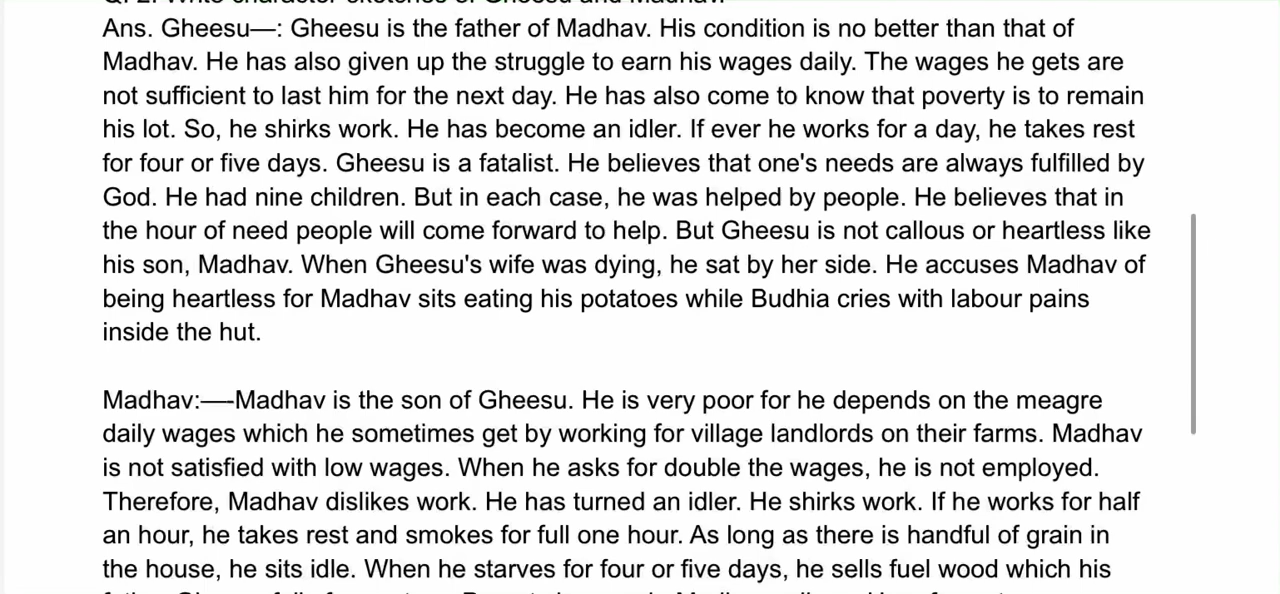 Write character sketches of Gheesu and Madhav.
Ans. Gheesu—: Gheesu is the father of Madhav. His condition is no better than that of
Madhav. He has also given up the struggle to earn his wages daily. The wages he gets are
not sufficient to last him for the next day. He has also come to know that poverty is to remain
his lot. So, he shirks work. He has become an idler. If ever he works for a day, he takes rest
for four or five days. Gheesu is a fatalist. He believes that one's needs are always fulfilled by
God. He had nine children. But in each case, he was helped by people. He believes that in
the hour of need people will come forward to help. But Gheesu is not callous or heartless like
his son, Madhav. When Gheesu's wife was dying, he sat by her side. He accuses Madhav of
being heartless for Madhav sits eating his potatoes while Budhia cries with labour pains
inside the hut.
Madhav:—-Madhav is the son of Gheesu. He is very poor for he depends on the meagre
daily wages which he sometimes get by working for village landlords on their farms. Madhav
is not satisfied with low wages. When he asks for double the wages, he is not employed.
Therefore, Madhav dislikes work. He has turned an idler. He shirks work. If he works for half
an hour, he takes rest and smokes for full one hour. As long as there is handful of grain in
the house, he sits idle. When he starves for four or five days, he sells fuel wood which his